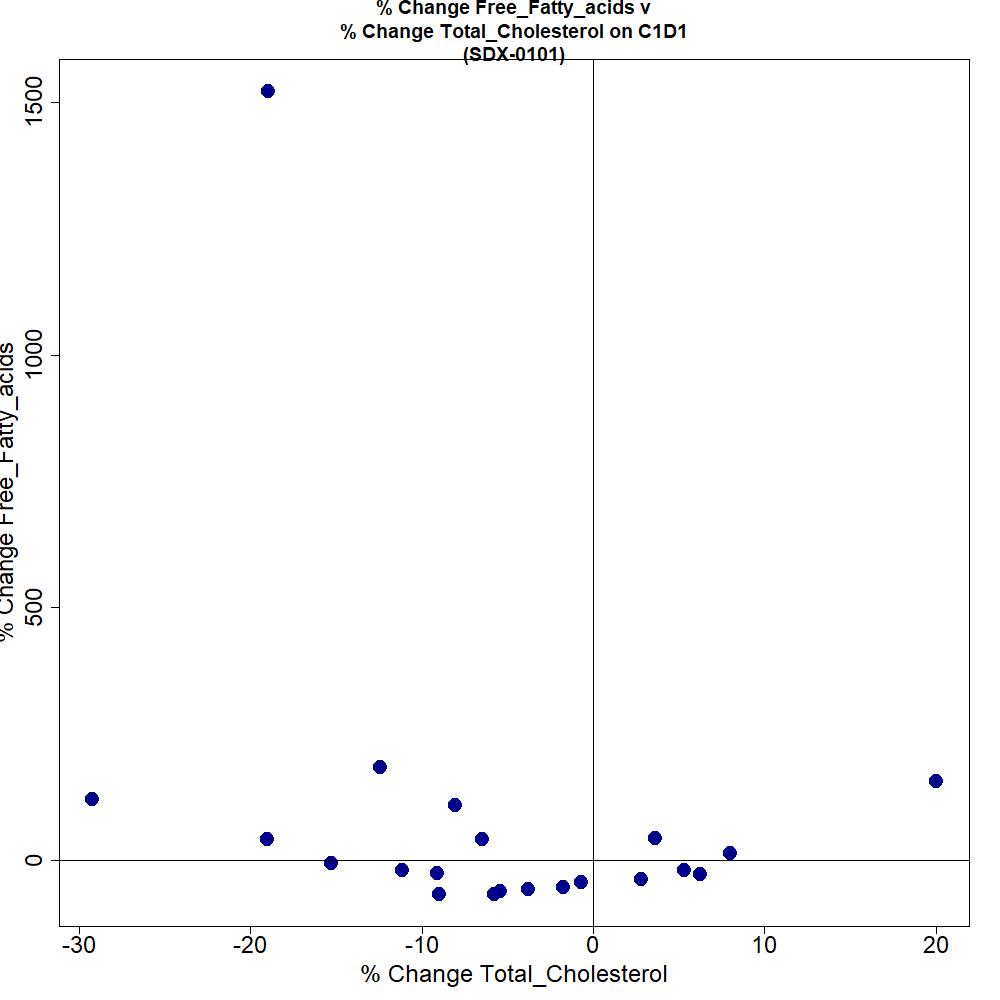 % Change Free_Fatty_acids v
% Change Total_Cholesterol on C1D1
(SDX-0101)
% Change Free_Fatty_acids
1500
1000
500
0
-30
-20
-10
0
10
20
% Change Total_Cholesterol